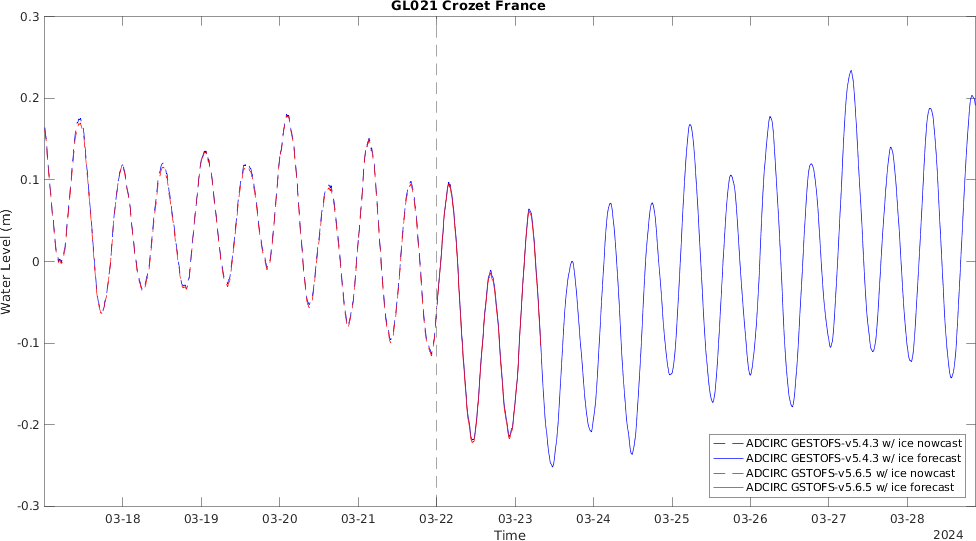 GL021 Crozet France
0.3
0.2
0.1
0
-0.1
-0.2
-0.3
Water Level (m)
ADCIRC GESTOFS-v5.4.3 w/ ice nowcast
ADCIRC GESTOFS-v5.4.3 w/ ice forecast
ADCIRC GSTOFS-v5.6.5 w/ ice nowcast
ADCIRC GSTOFS-v5.6.5 w/ ice forecast
03-18 03-19 03-20 03-21 03-22 03-23 03-24 03-25 03-26 03-27 03-28
Time
2024